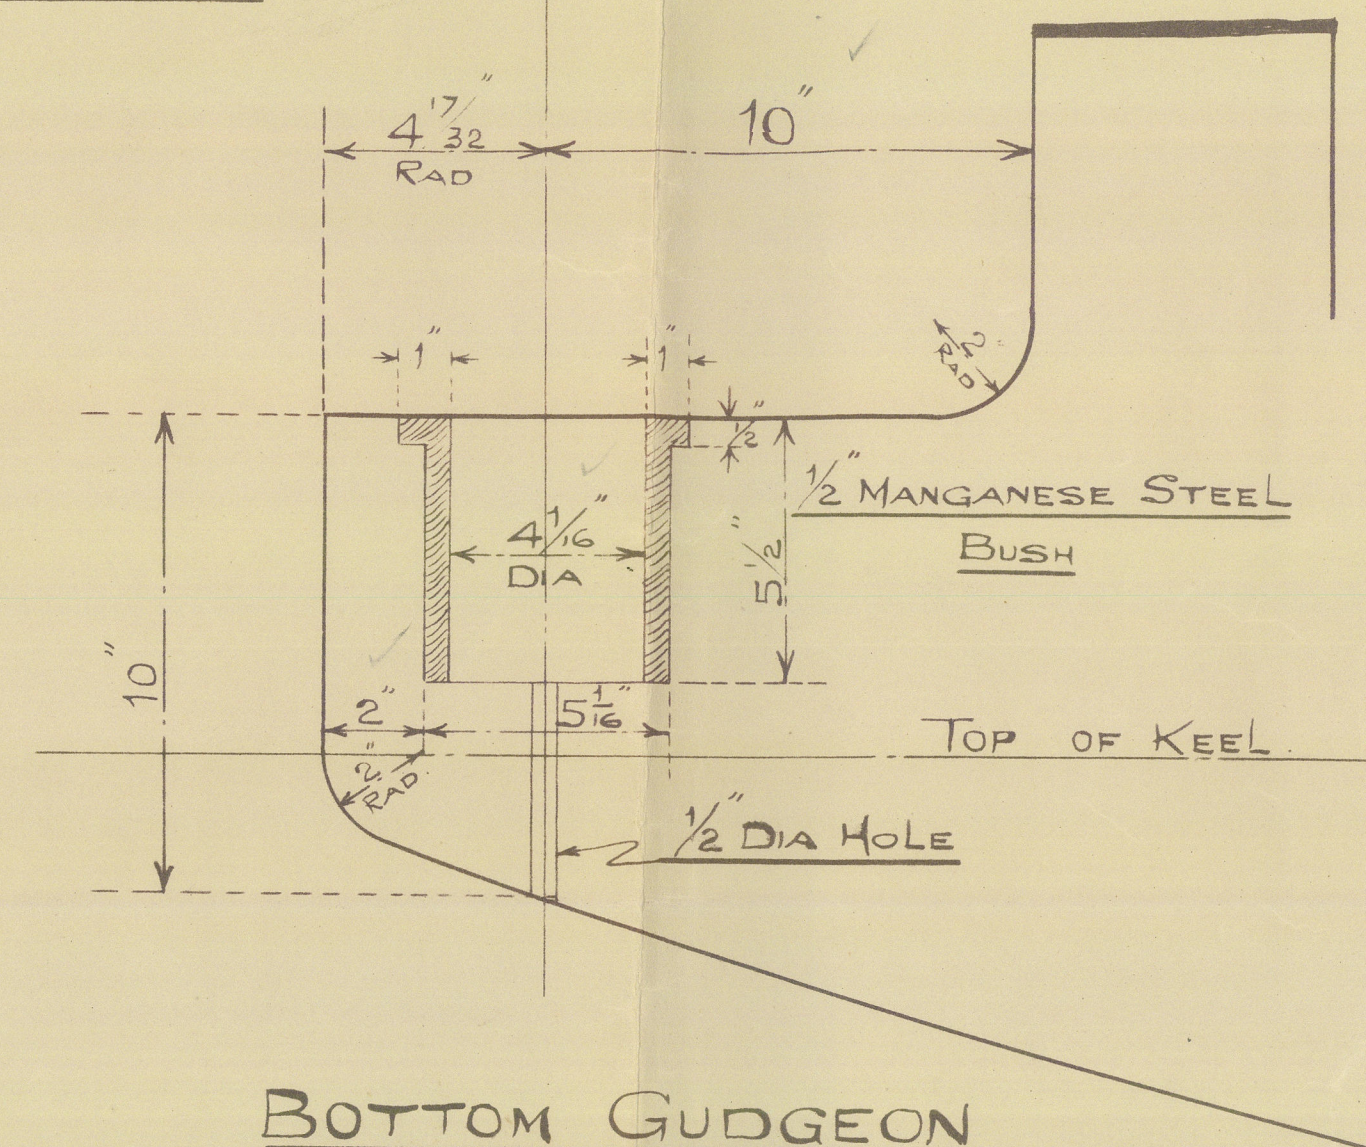 4 17/32" 10"
RAD
1" 1" 2"
RAD
1/2"
1/2" MANGANESE STEEL
BUSH
4 1/16"
DIA
5 1/2"
10"
2" 5 1/16"
TOP OF KEEL
2"
RAD
1/2" DIA HOLE
BOTTOM GUDGEON